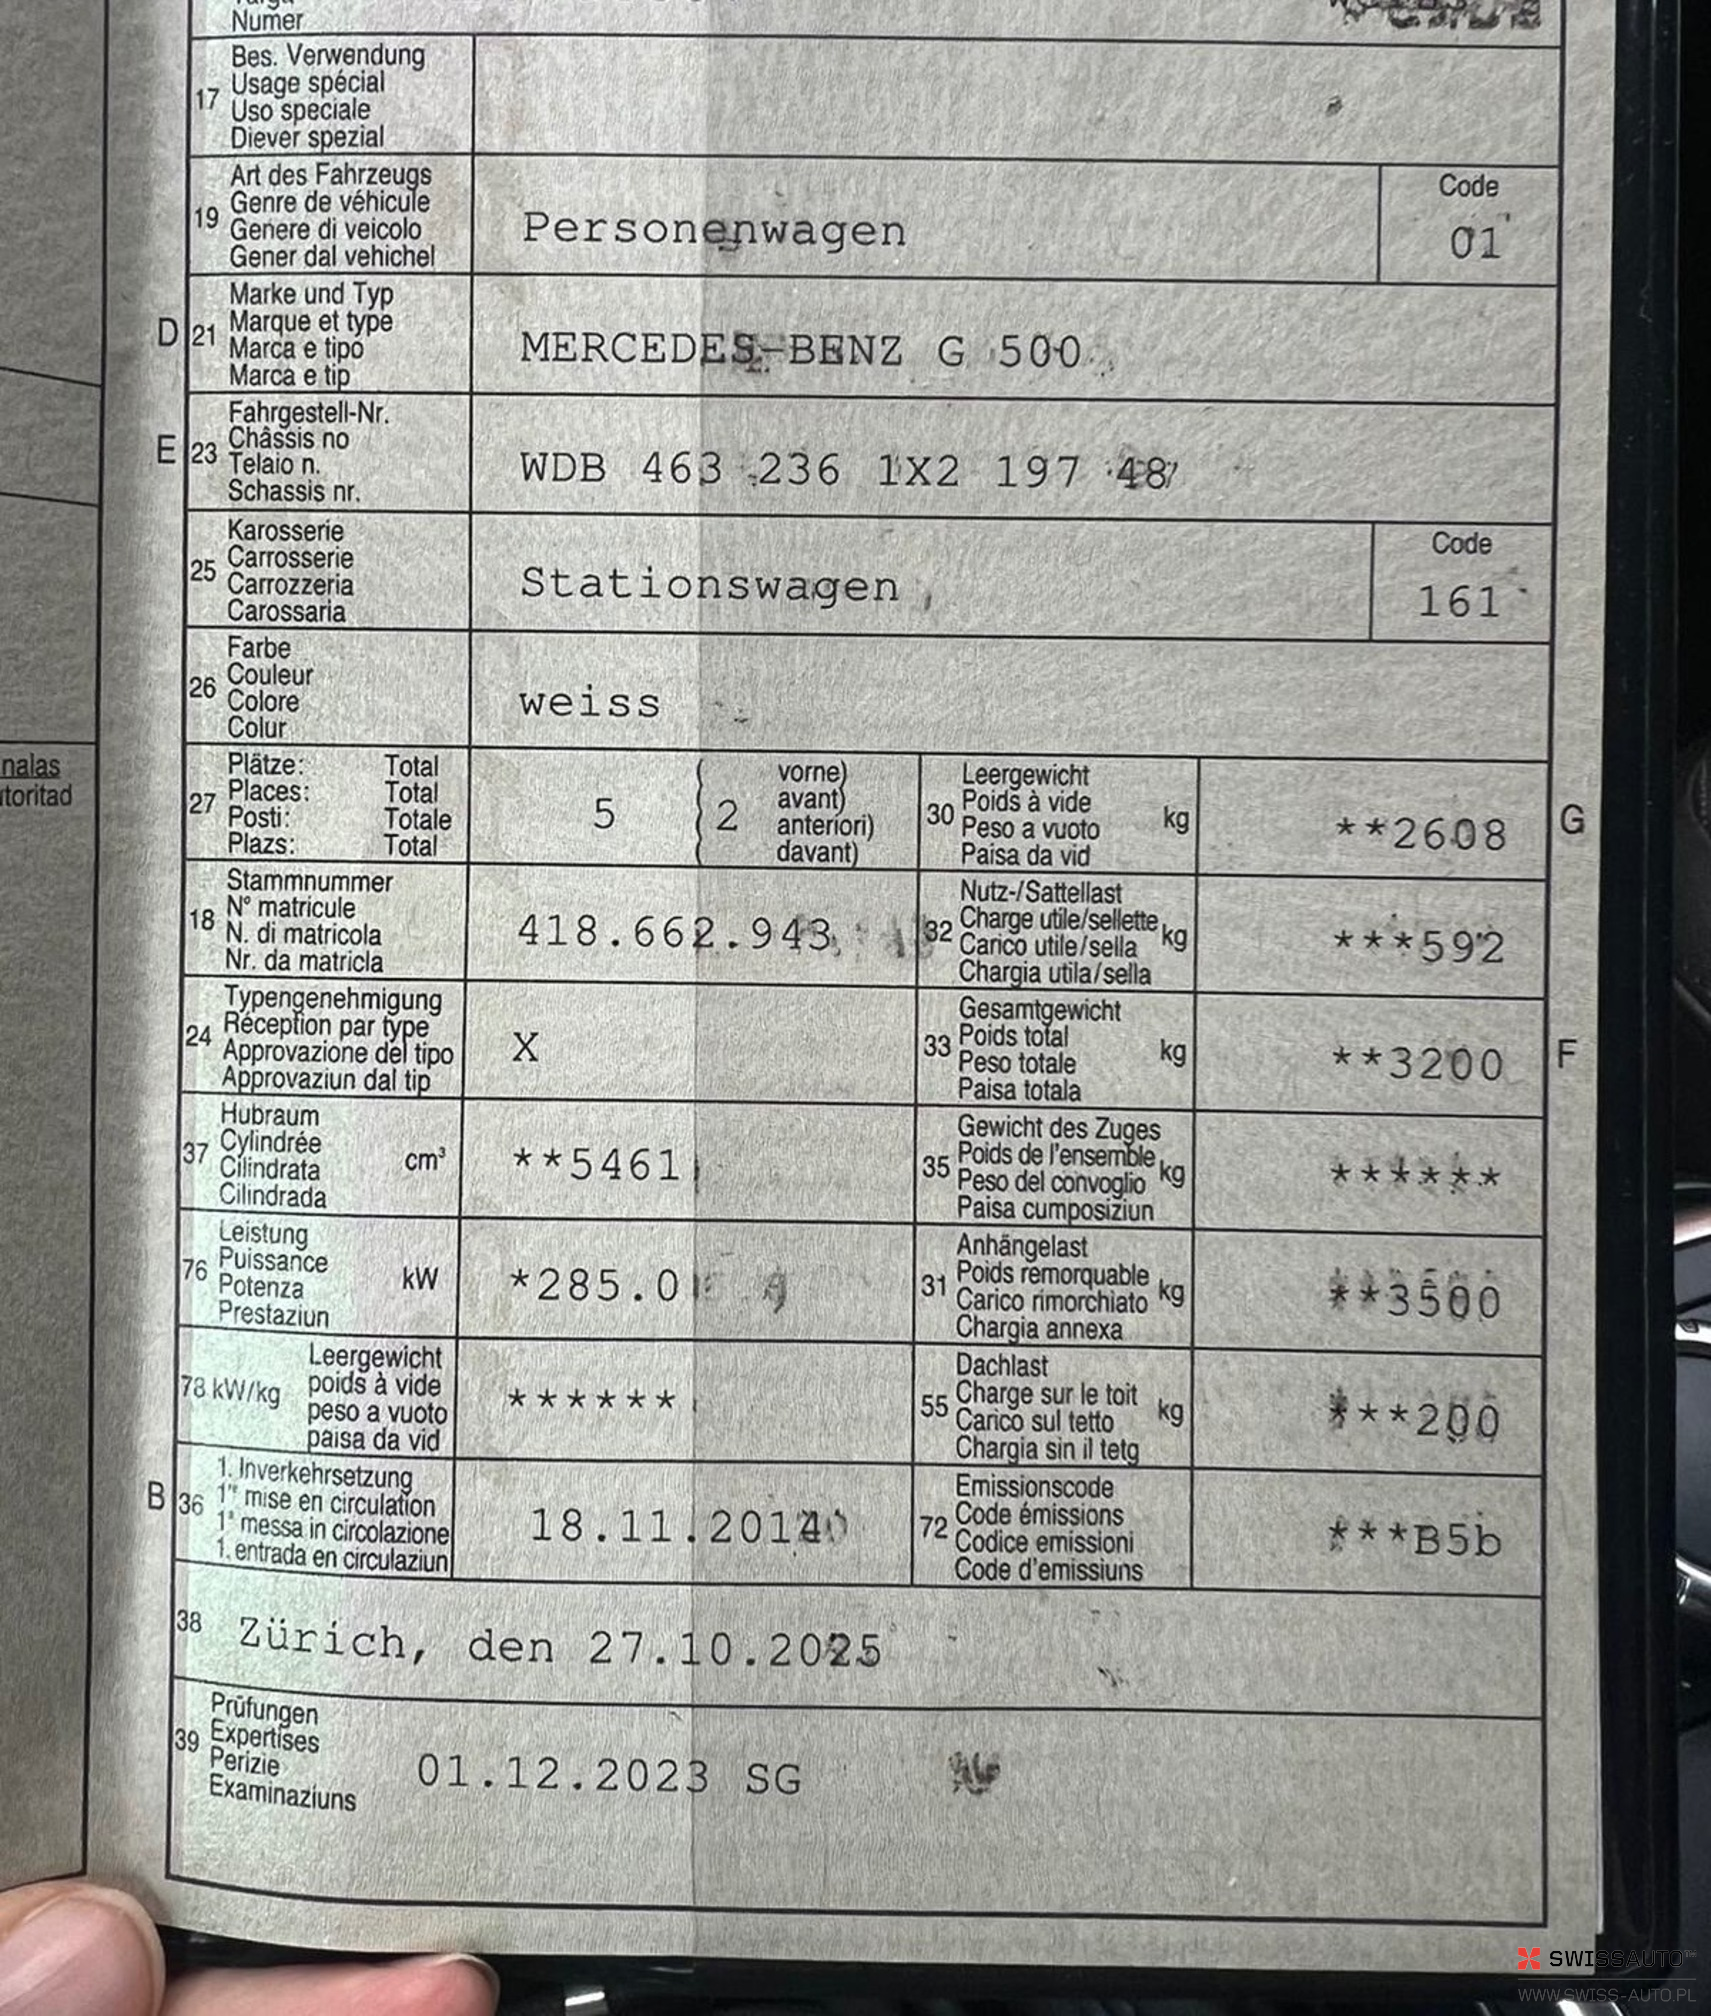 Numer
17 Bes. Verwendung
Usage spécial
Uso speciale
Diever spezial
19 Art des Fahrzeugs
Genre de véhicule
Genere di veicolo
Gener dal vehichel
Personenwagen
Code
01
D 21 Marke und Typ
Marque et type
Marca e tipo
Marca e tip
MERCEDES-BENZ G 500
E 23 Fahrgestell-Nr.
Châssis no
Telaio n.
Schassis nr.
WDB 463 236 1X2 197 48
25 Karosserie
Carrosserie
Carrozzeria
Carossaria
Stationswagen
Code
161
26 Farbe
Couleur
Colore
Colur
weiss
27 Plätze: Total
Places: Total
Posti: Totale
Plazs: Total
5
2
vorne)
avant)
anteriori)
davant)
30 Leergewicht
Poids à vide
Peso a vuoto
Paisa da vid
kg
**2608
G
18 Stammnummer
N° matricule
N. di matricola
Nr. da matricla
418.662.943
32 Nutz-/Sattellast
Charge utile/sellette
Carico utile/sella
Chargia utila/sella
kg
***592
24 Typengenehmigung
Réception par type
Approvazione del tipo
Approvaziun dal tip
X
33 Gesamtgewicht
Poids total
Peso totale
Paisa totala
kg
**3200
F
37 Hubraum
Cylindrée
Cilindrata
Cilindrada
cm³
**5461
35 Gewicht des Zuges
Poids de l'ensemble
Peso del convoglio
Paisa cumposiziun
kg
******
76 Leistung
Puissance
Potenza
Prestaziun
kW
*285.0
31 Anhängelast
Poids remorquable
Carico rimorchiato
Chargia annexa
kg
**3500
78 kW/kg
Leergewicht
poids à vide
peso a vuoto
paisa da vid
******
55 Dachlast
Charge sur le toit
Carico sul tetto
Chargia sin il tetg
kg
***200
B 36 1. Inverkehrsetzung
1re mise en circulation
1a messa in circolazione
1. entrada en circulaziun
18.11.2014
72 Emissionscode
Code émissions
Codice emissioni
Code d'emissiuns
***B5b
38 Zürich, den 27.10.2025
39 Prüfungen
Expertises
Perizie
Examinaziuns
01.12.2023 SG
nalas
utoritad
SWISSAUTO
WWW.SWISS-AUTO.PL